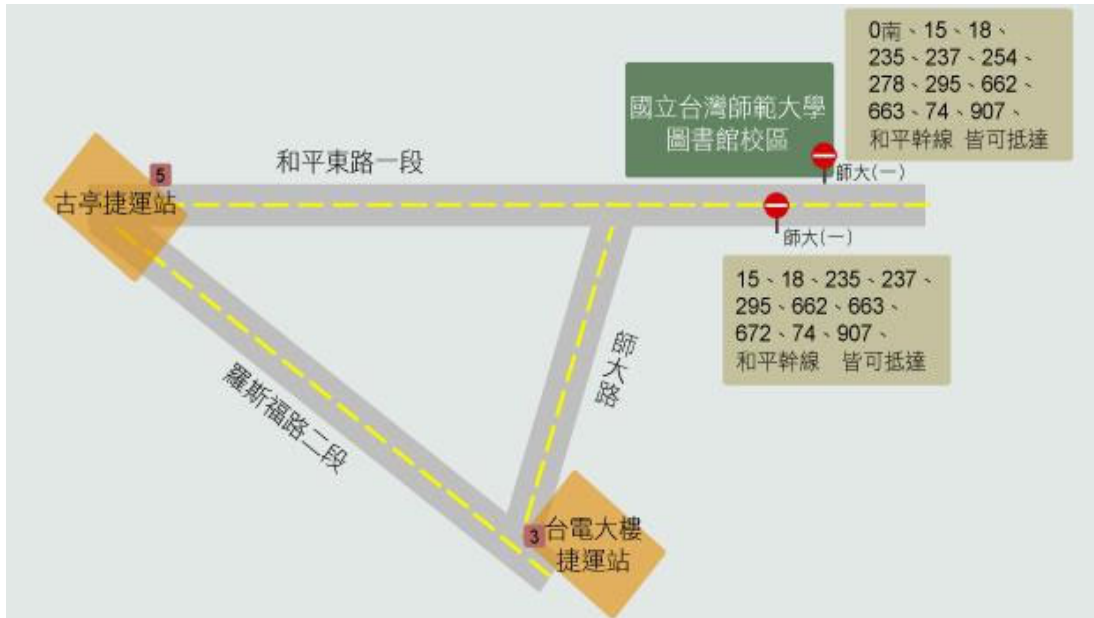 0南、15、18、
235、237、254、
278、295、662、
663、74、907、
和平幹線 皆可抵達
國立台灣師範大學
圖書館校區
師大(一)
和平東路一段
5
古亭捷運站
師大(一)
15、18、235、237、
295、662、663、
672、74、907、
和平幹線 皆可抵達
師大路
羅斯福路二段
3
台電大樓
捷運站